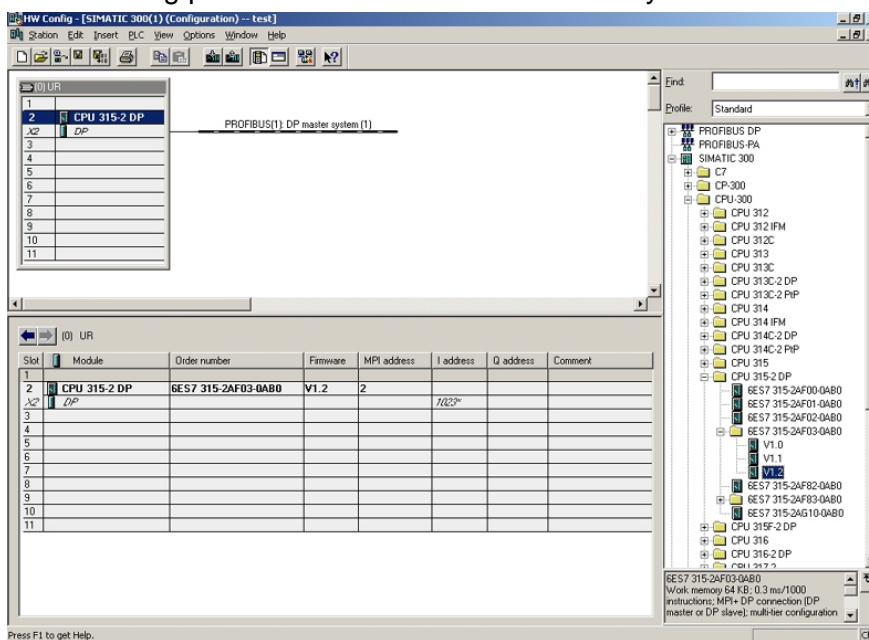 HW Config - [SIMATIC 300(1) (Configuration) -- test]
Station Edit Insert PLC View Options Window Help
(0) UR
1
2 CPU 315-2 DP
X2 DP
3
4
5
6
7
8
9
10
11
PROFIBUS(1): DP master system (1)
Find:
Profile: Standard
PROFIBUS DP
PROFIBUS-PA
SIMATIC 300
C7
CP-300
CPU-300
CPU 312
CPU 312 IFM
CPU 312C
CPU 313
CPU 313C
CPU 313C-2 DP
CPU 313C-2 PtP
CPU 314
CPU 314 IFM
CPU 314C-2 DP
CPU 314C-2 PtP
CPU 315
CPU 315-2 DP
6ES7 315-2AF00-0AB0
6ES7 315-2AF01-0AB0
6ES7 315-2AF02-0AB0
6ES7 315-2AF03-0AB0
V1.0
V1.1
V1.2
6ES7 315-2AF82-0AB0
6ES7 315-2AF83-0AB0
6ES7 315-2AG10-0AB0
CPU 315F-2 DP
CPU 316
CPU 316-2 DP
CPU 317-2
(0) UR
Slot Module Order number Firmware MPI address I address Q address Comment
1
2 CPU 315-2 DP 6ES7 315-2AF03-0AB0 V1.2 2
X2 DP 1023*
3
4
5
6
7
8
9
10
11
6ES7 315-2AF03-0AB0
Work memory 64 KB; 0.3 ms/1000
instructions; MPI+ DP connection (DP
master or DP slave); multi-tier configuration
Press F1 to get Help.